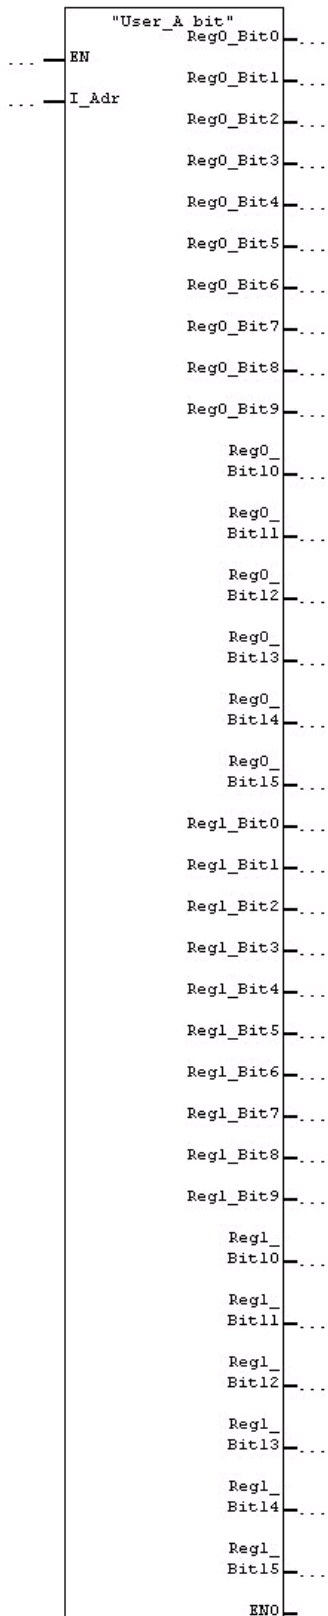 "User_A bit"
Reg0_Bit0 ...
... EN
Reg0_Bit1 ...
... I_Adr
Reg0_Bit2 ...
Reg0_Bit3 ...
Reg0_Bit4 ...
Reg0_Bit5 ...
Reg0_Bit6 ...
Reg0_Bit7 ...
Reg0_Bit8 ...
Reg0_Bit9 ...
Reg0_
Bit10 ...
Reg0_
Bit11 ...
Reg0_
Bit12 ...
Reg0_
Bit13 ...
Reg0_
Bit14 ...
Reg0_
Bit15 ...
Reg1_Bit0 ...
Reg1_Bit1 ...
Reg1_Bit2 ...
Reg1_Bit3 ...
Reg1_Bit4 ...
Reg1_Bit5 ...
Reg1_Bit6 ...
Reg1_Bit7 ...
Reg1_Bit8 ...
Reg1_Bit9 ...
Reg1_
Bit10 ...
Reg1_
Bit11 ...
Reg1_
Bit12 ...
Reg1_
Bit13 ...
Reg1_
Bit14 ...
Reg1_
Bit15 ...
ENO